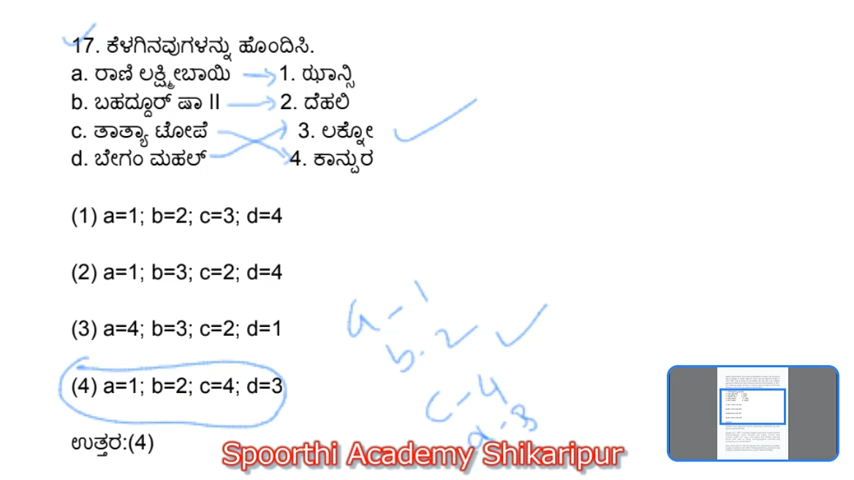 17. ಕೆಳಗಿನವುಗಳನ್ನು ಹೊಂದಿಸಿ.
a. ರಾಣಿ ಲಕ್ಷ್ಮೀಬಾಯಿ 1. ಝಾನ್ಸಿ
b. ಬಹದ್ದೂರ್ ಷಾ II 2. ದೆಹಲಿ
c. ತಾತ್ಯಾ ಟೋಪೆ 3. ಲಕ್ನೋ
d. ಬೇಗಂ ಮಹಲ್ 4. ಕಾನ್ಪುರ
(1) a=1; b=2; c=3; d=4
(2) a=1; b=3; c=2; d=4
(3) a=4; b=3; c=2; d=1
(4) a=1; b=2; c=4; d=3
ಉತ್ತರ:(4)
a-1
b.2
c-4
d-3
Spoorthi Academy Shikaripur